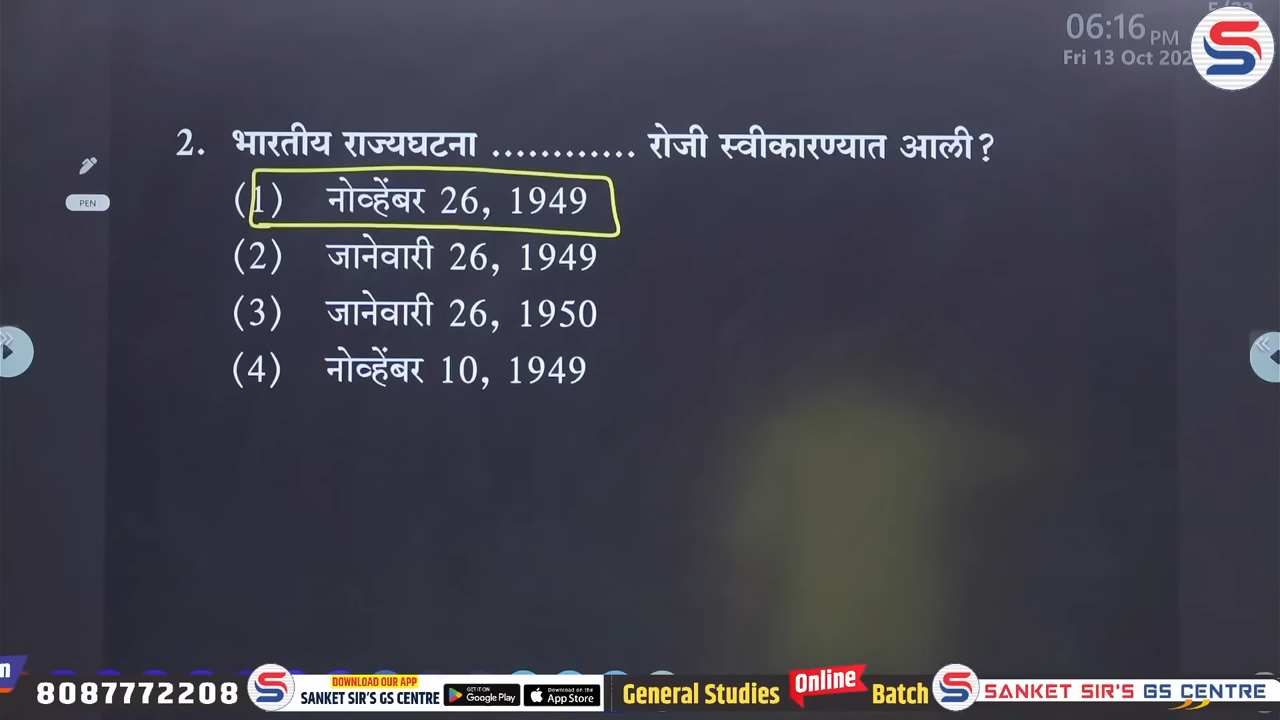 06:16 PM
Fri 13 Oct 202
2. भारतीय राज्यघटना ............ रोजी स्वीकारण्यात आली?
PEN
(1) नोव्हेंबर 26, 1949
(2) जानेवारी 26, 1949
(3) जानेवारी 26, 1950
(4) नोव्हेंबर 10, 1949
8087772208
DOWNLOAD OUR APP
SANKET SIR'S GS CENTRE
GET IT ON
Google Play
Download on the
App Store
General Studies Online Batch
SANKET SIR'S GS CENTRE